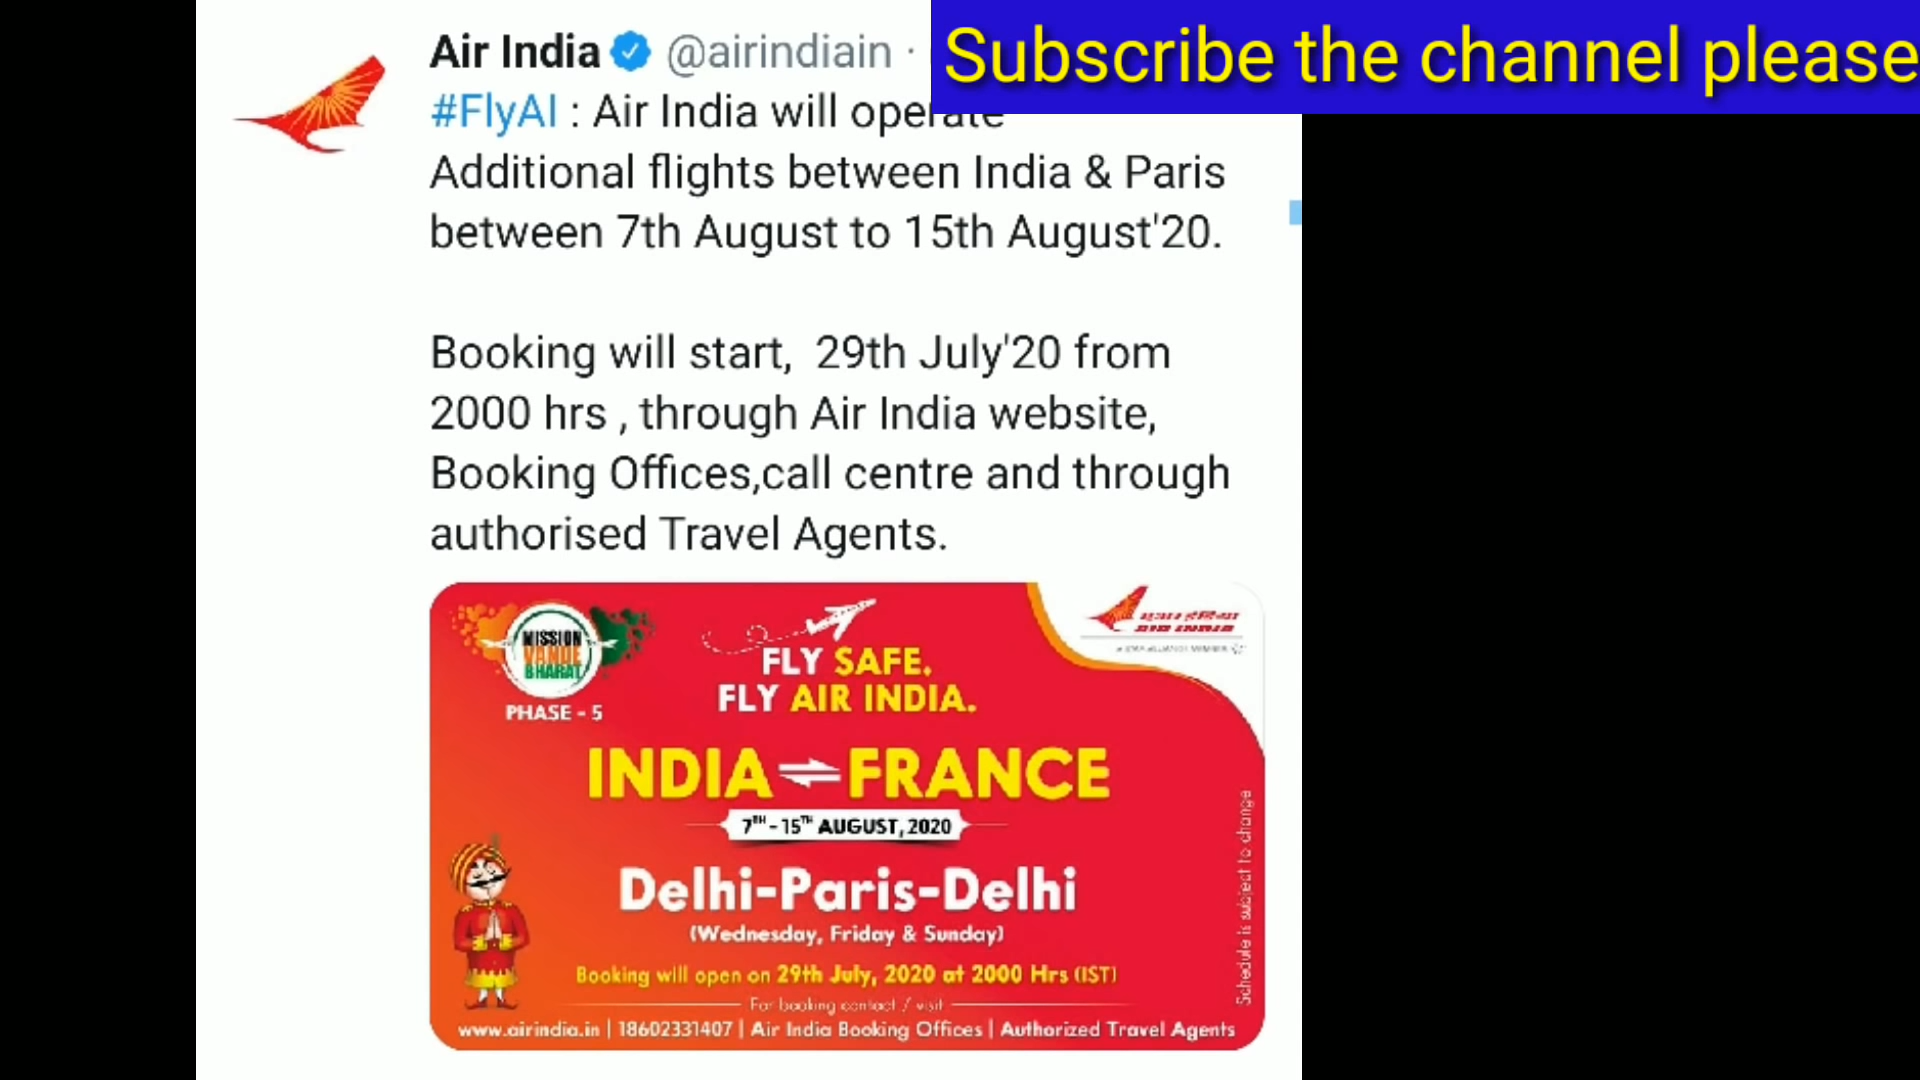 Air India @airindiain ·
Subscribe the channel please
#FlyAI : Air India will operate
Additional flights between India & Paris
between 7th August to 15th August'20.
Booking will start,  29th July'20 from
2000 hrs , through Air India website,
Booking Offices,call centre and through
authorised Travel Agents.
MISSION
VANDE
BHARAT
PHASE - 5
FLY SAFE.
FLY AIR INDIA.
AIR INDIA
INDIA ⇌ FRANCE
7TH - 15TH AUGUST, 2020
Delhi-Paris-Delhi
(Wednesday, Friday & Sunday)
Booking will open on 29th July, 2020 at 2000 Hrs (IST)
For booking contact / visit
www.airindia.in | 18602331407 | Air India Booking Offices | Authorized Travel Agents
Schedule is subject to change